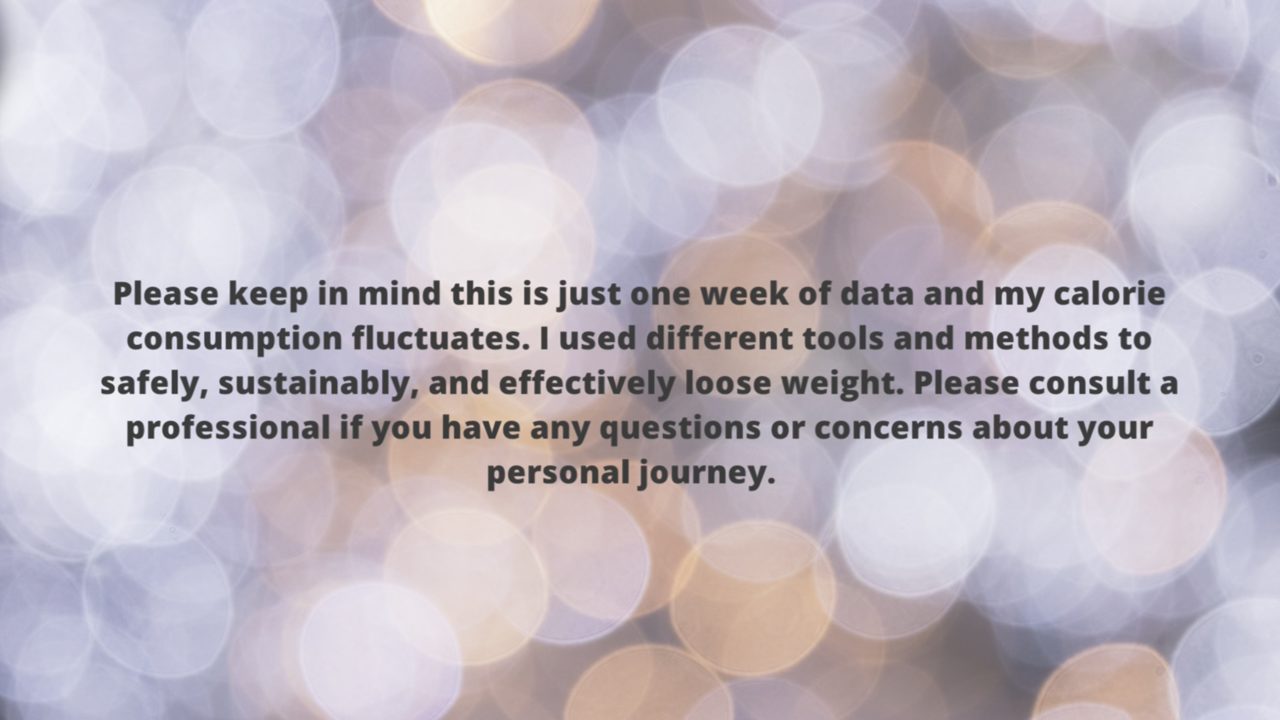 Please keep in mind this is just one week of data and my calorie
consumption fluctuates. I used different tools and methods to
safely, sustainably, and effectively loose weight. Please consult a
professional if you have any questions or concerns about your
personal journey.